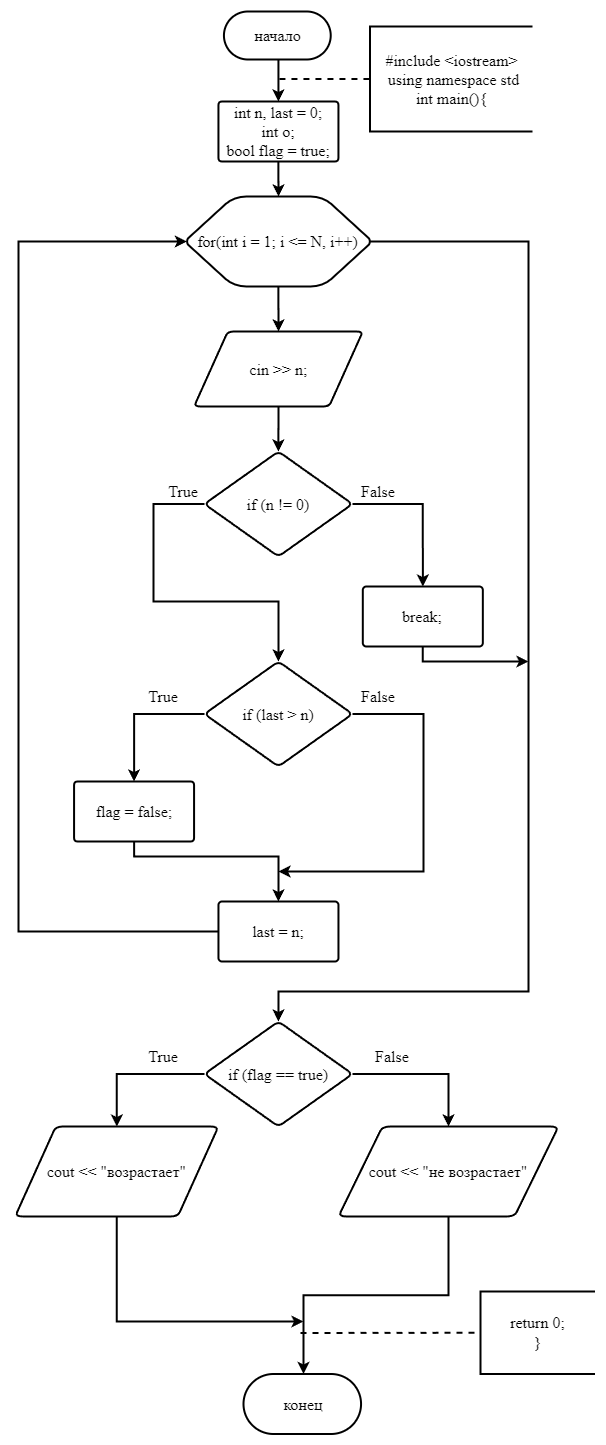 начало
#include <iostream>
using namespace std
int main(){
int n, last = 0;
int o;
bool flag = true;
for(int i = 1; i <= N, i++)
cin >> n;
True
False
if (n != 0)
break;
True
False
if (last > n)
flag = false;
last = n;
True
False
if (flag == true)
cout << "возрастает"
cout << "не возрастает"
return 0;
}
конец